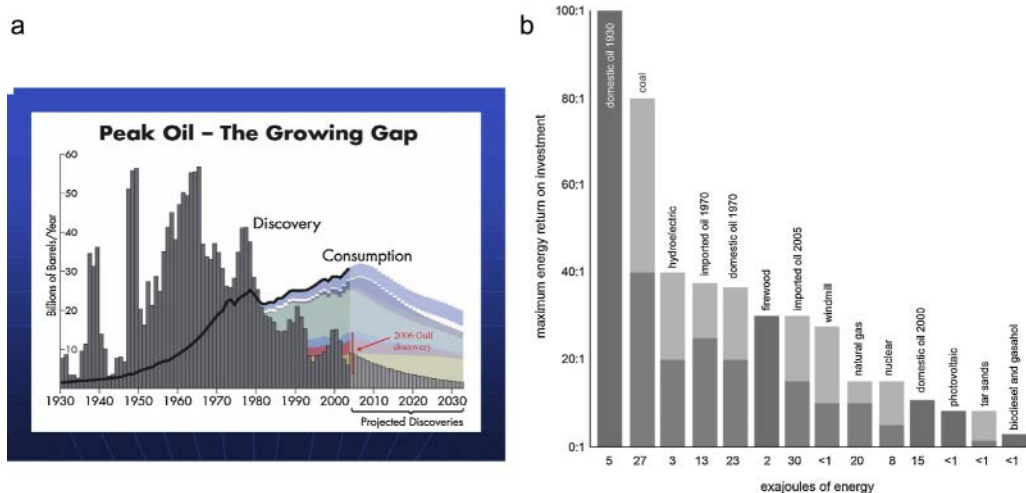 a
Peak Oil – The Growing Gap
Billions of Barrels/Year
60
50
40
30
20
10
Discovery
Consumption
2006 Gulf
discovery
1930 1940 1950 1960 1970 1980 1990 2000 2010 2020 2030
Projected Discoveries
b
maximum energy return on investment
100:1
80:1
60:1
40:1
20:1
0:1
domestic oil 1930
coal
hydroelectric
imported oil 1970
domestic oil 1970
firewood
imported oil 2005
windmill
natural gas
nuclear
domestic oil 2000
photovoltaic
tar sands
biodiesel and gasahol
5 27 3 13 23 2 30 <1 20 8 15 <1 <1 <1
exajoules of energy